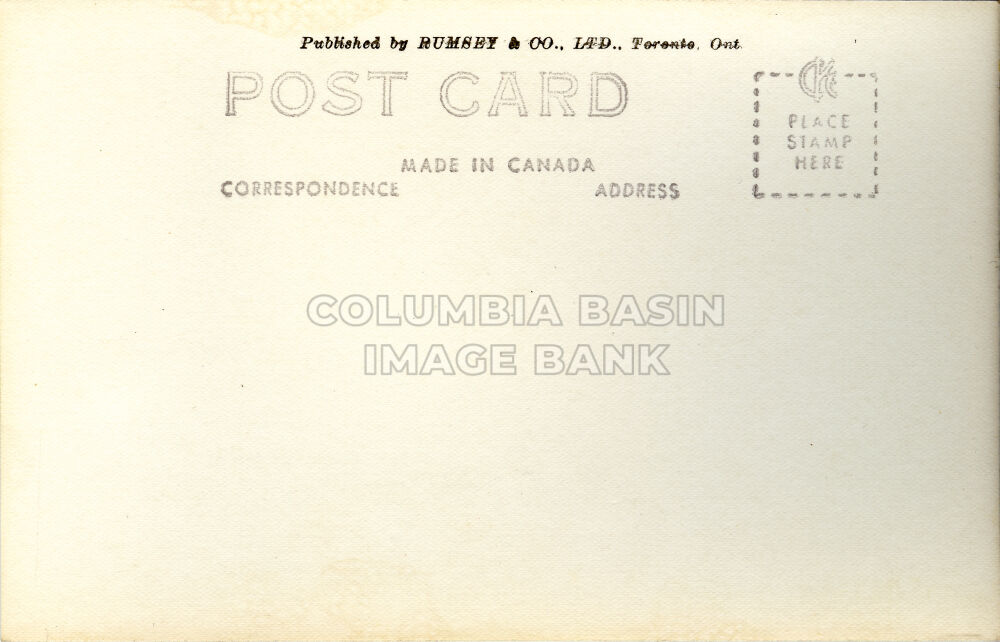 Published by RUMSEY & CO., LTD., Toronto, Ont.
POST CARD
PLACE
STAMP
HERE
MADE IN CANADA
CORRESPONDENCE ADDRESS
COLUMBIA BASIN
IMAGE BANK